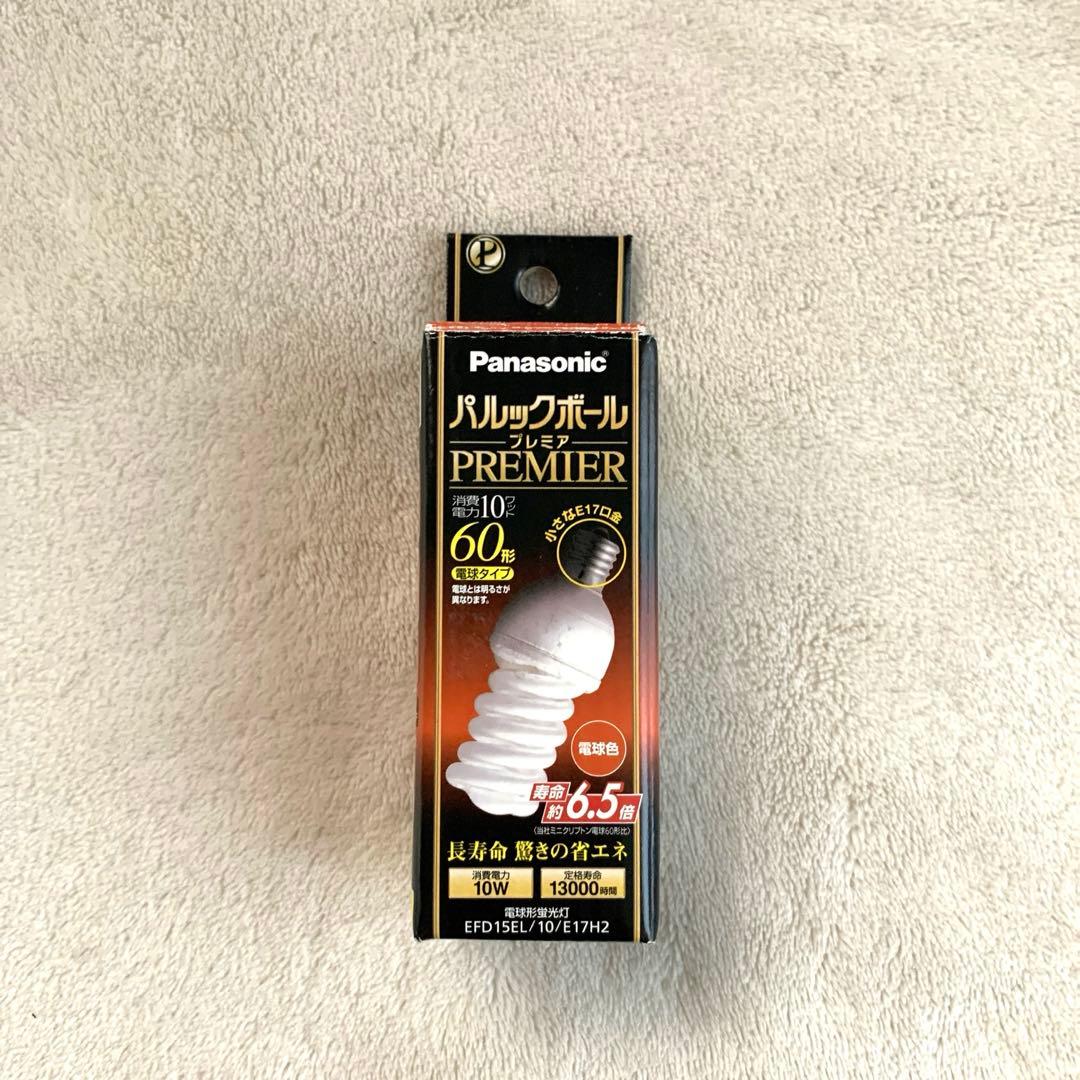 P
Panasonic®
パルックボール
プレミア
PREMIER
消費電力10ワット
小さなE17口金
60形
電球タイプ
電球とは明るさが
異なります。
電球色
寿命
約6.5倍
(当社ミニクリプトン電球60形比)
長寿命 驚きの省エネ
消費電力
10W
定格寿命
13000時間
電球形蛍光灯
EFD15EL/10/E17H2